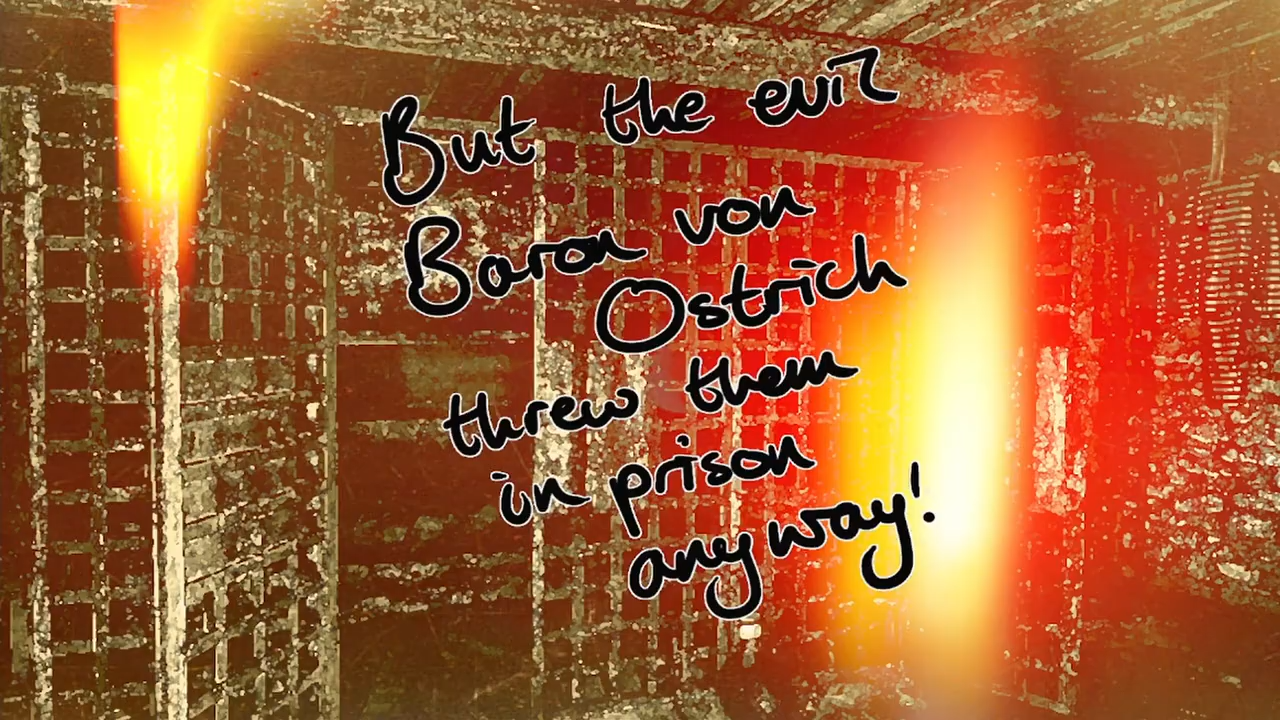 But the evil
Baron von
Ostrich
threw them
in prison
anyway!